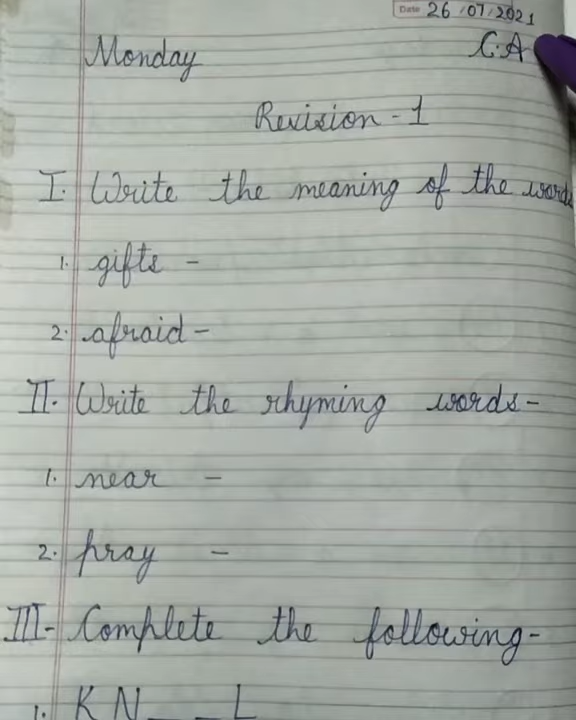 Date 26/07/2021
Monday C.A
Revision - 1
I. Write the meaning of the words
1. gifts -
2. afraid -
II. Write the rhyming words -
1. near -
2. pray -
III- Complete the following -
1. K N _ _ L